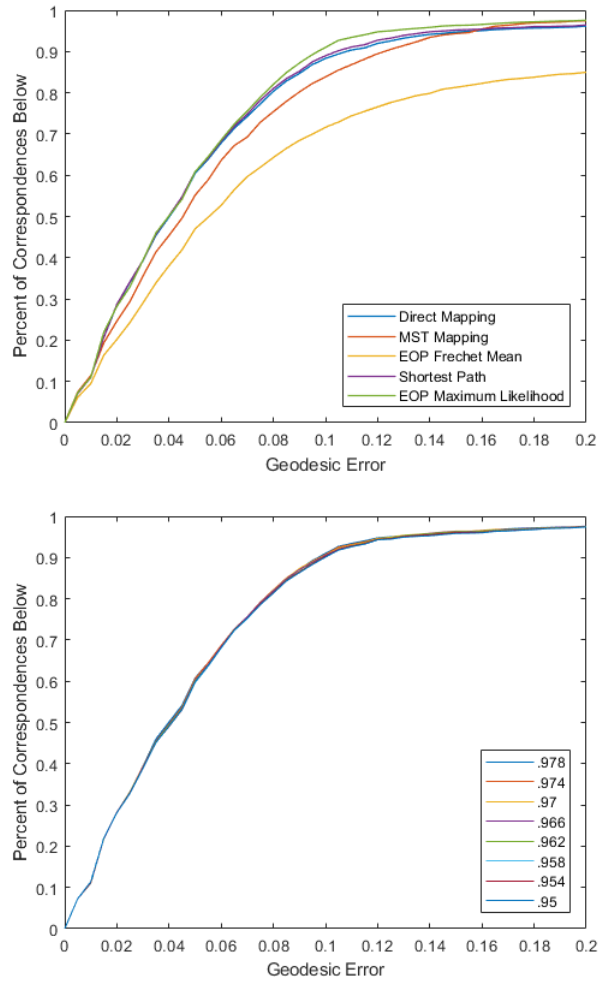 1
0.9
0.8
0.7
0.6
0.5
0.4
0.3
0.2
0.1
0
Percent of Correspondences Below
Direct Mapping
MST Mapping
EOP Frechet Mean
Shortest Path
EOP Maximum Likelihood
0 0.02 0.04 0.06 0.08 0.1 0.12 0.14 0.16 0.18 0.2
Geodesic Error
1
0.9
0.8
0.7
0.6
0.5
0.4
0.3
0.2
0.1
0
Percent of Correspondences Below
.978
.974
.97
.966
.962
.958
.954
.95
0 0.02 0.04 0.06 0.08 0.1 0.12 0.14 0.16 0.18 0.2
Geodesic Error